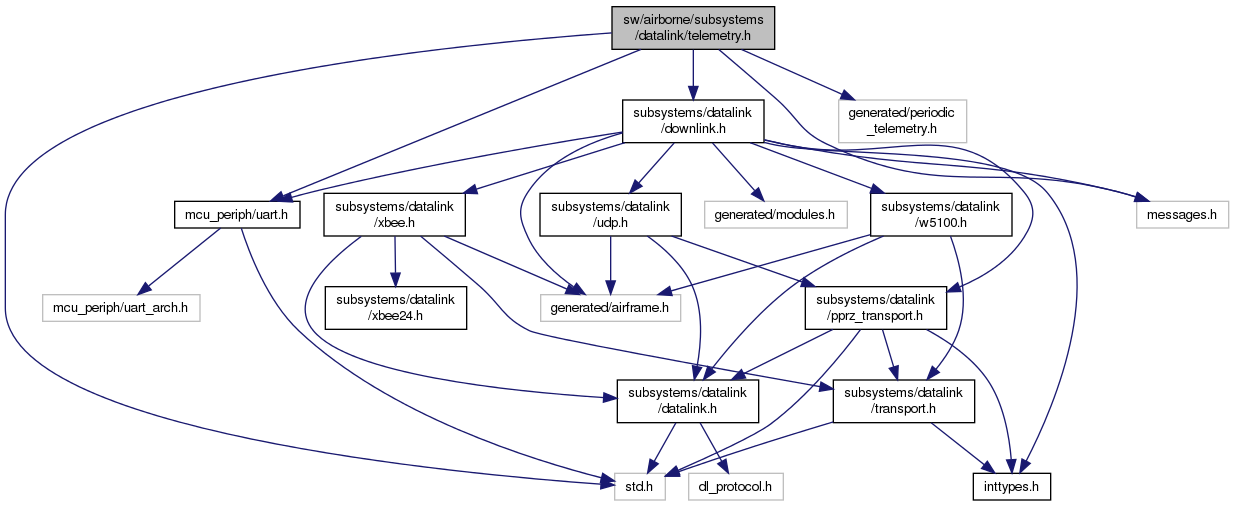 sw/airborne/subsystems
/datalink/telemetry.h
subsystems/datalink
/downlink.h
generated/periodic
_telemetry.h
mcu_periph/uart.h
subsystems/datalink
/xbee.h
subsystems/datalink
/udp.h
generated/modules.h
subsystems/datalink
/w5100.h
messages.h
mcu_periph/uart_arch.h
subsystems/datalink
/xbee24.h
generated/airframe.h
subsystems/datalink
/pprz_transport.h
subsystems/datalink
/datalink.h
subsystems/datalink
/transport.h
std.h
dl_protocol.h
inttypes.h